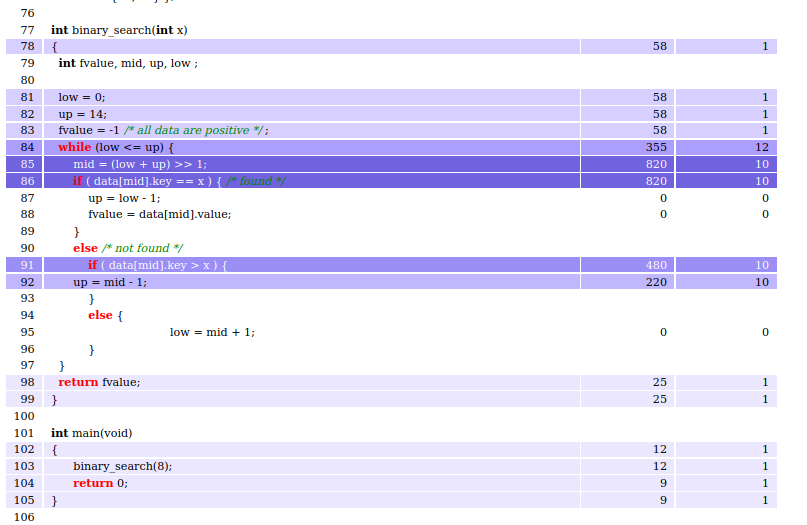 76
77 int binary_search(int x)
78 { 58 1
79 int fvalue, mid, up, low ;
80
81 low = 0; 58 1
82 up = 14; 58 1
83 fvalue = -1 /* all data are positive */ ; 58 1
84 while (low <= up) { 355 12
85 mid = (low + up) >> 1; 820 10
86 if ( data[mid].key == x ) { /* found */ 820 10
87 up = low - 1; 0 0
88 fvalue = data[mid].value; 0 0
89 }
90 else /* not found */
91 if ( data[mid].key > x ) { 480 10
92 up = mid - 1; 220 10
93 }
94 else {
95 low = mid + 1; 0 0
96 }
97 }
98 return fvalue; 25 1
99 } 25 1
100
101 int main(void)
102 { 12 1
103 binary_search(8); 12 1
104 return 0; 9 1
105 } 9 1
106